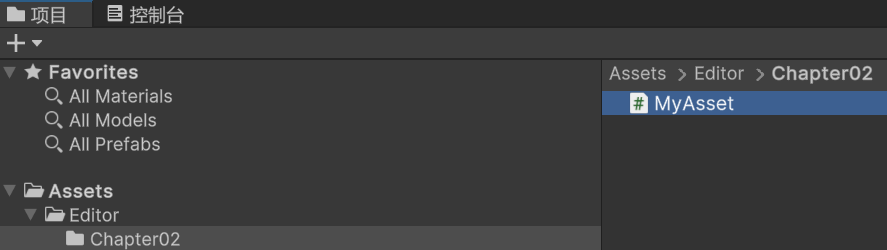 项目 控制台
Favorites
All Materials
All Models
All Prefabs
Assets
Editor
Chapter02
Assets > Editor > Chapter02
MyAsset